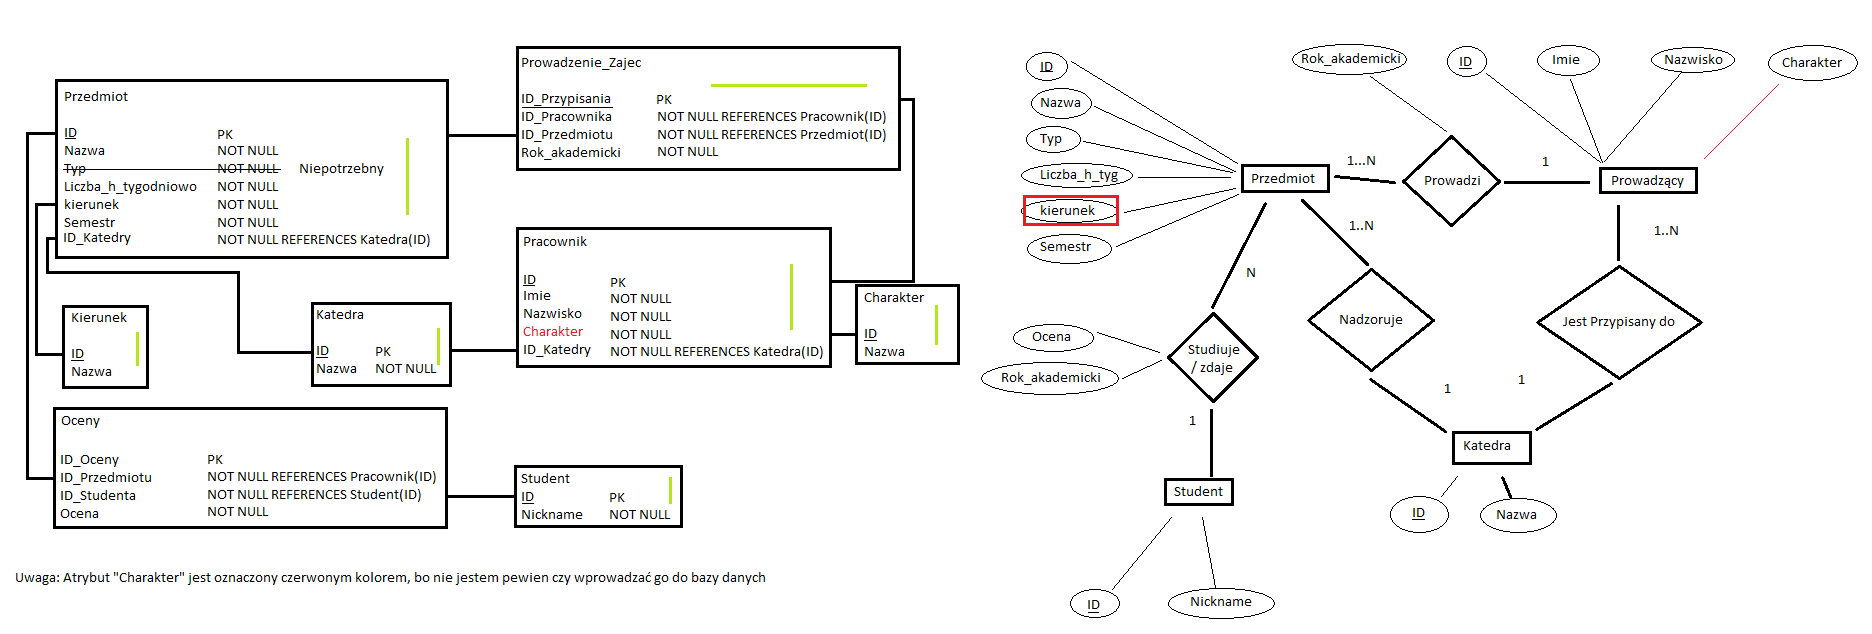 Przedmiot
ID PK
Nazwa NOT NULL
Typ NOT NULL Niepotrzebny
Liczba_h_tygodniowo NOT NULL
kierunek NOT NULL
Semestr NOT NULL
ID_Katedry NOT NULL REFERENCES Katedra(ID)
Prowadzenie_Zajec
ID_Przypisania PK
ID_Pracownika NOT NULL REFERENCES Pracownik(ID)
ID_Przedmiotu NOT NULL REFERENCES Przedmiot(ID)
Rok_akademicki NOT NULL
Pracownik
ID PK
Imie NOT NULL
Nazwisko NOT NULL
Charakter NOT NULL
ID_Katedry NOT NULL REFERENCES Katedra(ID)
Charakter
ID
Nazwa
Kierunek
ID
Nazwa
Katedra
ID PK
Nazwa NOT NULL
Oceny
ID_Oceny PK
ID_Przedmiotu NOT NULL REFERENCES Pracownik(ID)
ID_Studenta NOT NULL REFERENCES Student(ID)
Ocena NOT NULL
Student
ID PK
Nickname NOT NULL
Uwaga: Atrybut "Charakter" jest oznaczony czerwonym kolorem, bo nie jestem pewien czy wprowadzać go do bazy danych
ID
Nazwa
Typ
Liczba_h_tyg
kierunek
Semestr
Przedmiot
1...N
Prowadzi
1
Rok_akademicki
ID
Imie
Nazwisko
Charakter
Prowadzący
N
1..N
1..N
Nadzoruje
Jest Przypisany do
Ocena
Rok_akademicki
Studiuje
/ zdaje
1
1
1
Katedra
ID
Nazwa
Student
ID
Nickname